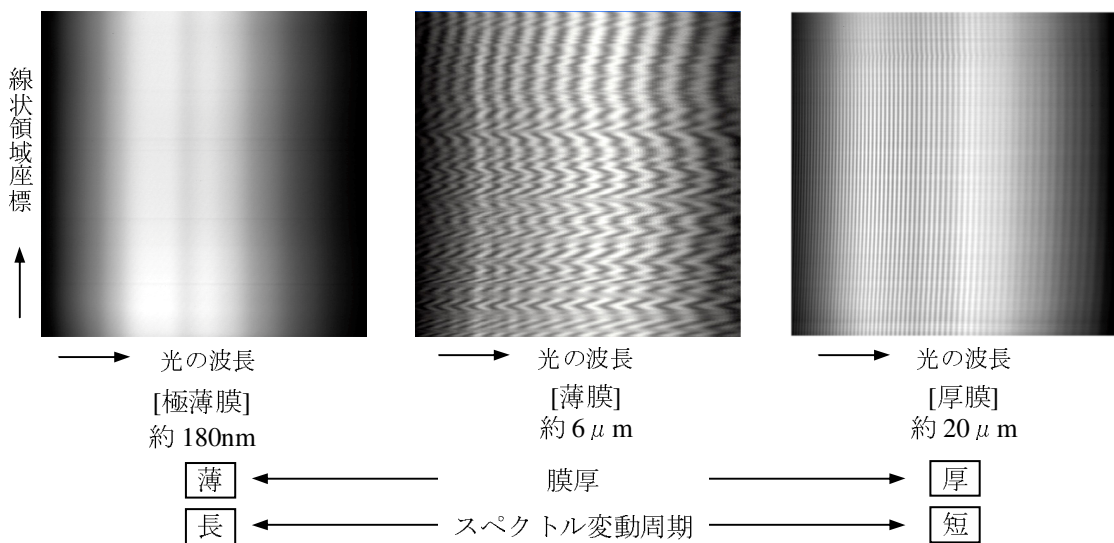 線状領域座標
光の波長
[極薄膜]
約 180nm
光の波長
[薄膜]
約 6 μ m
光の波長
[厚膜]
約 20 μ m
薄 膜厚 厚
長 スペクトル変動周期 短